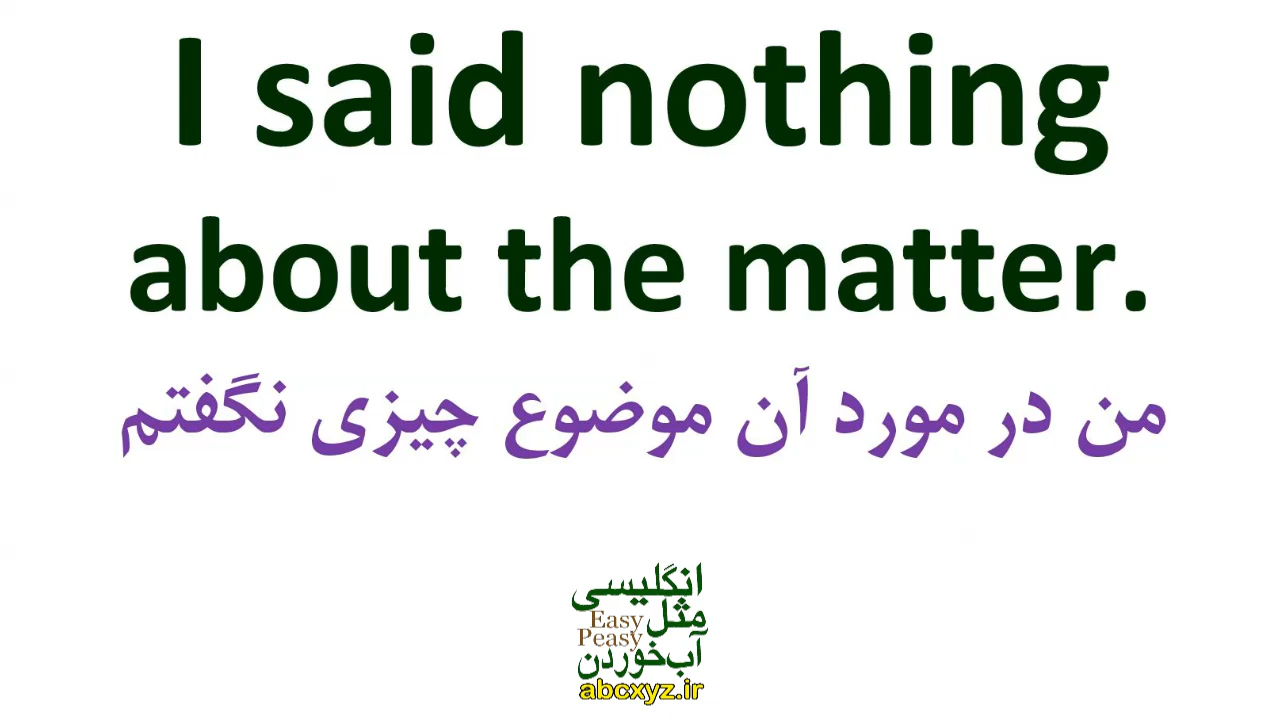 I said nothing
about the matter.
من در مورد آن موضوع چیزی نگفتم
انگلیسی
مثل
Easy
Peasy
آب‌خوردن
abcxyz.ir